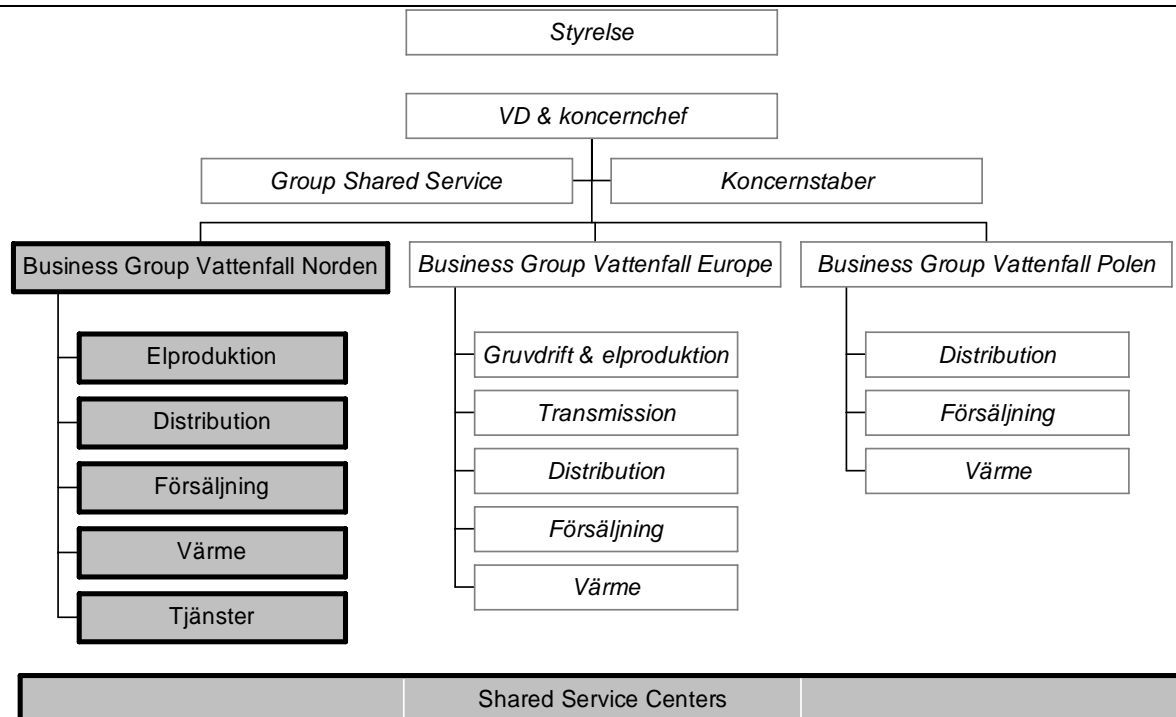 Styrelse
VD & koncernchef
Group Shared Service
Koncernstaber
Business Group Vattenfall Norden
Business Group Vattenfall Europe
Business Group Vattenfall Polen
Elproduktion
Distribution
Försäljning
Värme
Tjänster
Gruvdrift & elproduktion
Transmission
Distribution
Försäljning
Värme
Distribution
Försäljning
Värme
Shared Service Centers